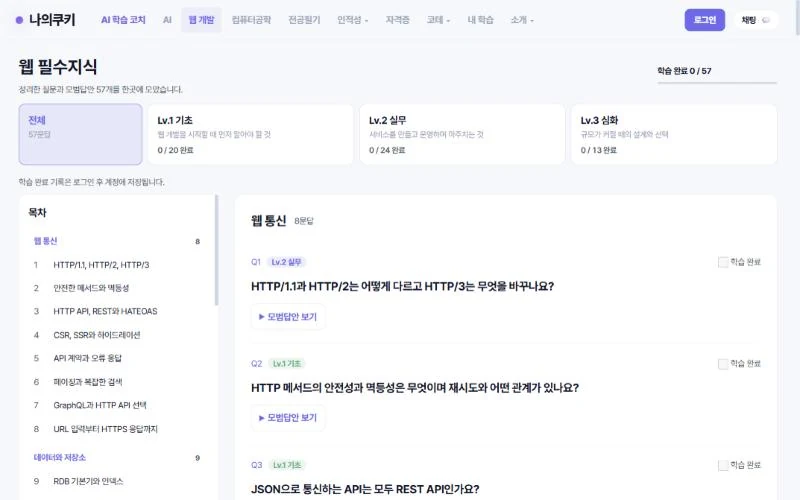 나의쿠키
AI 학습 코치
AI
웹 개발
컴퓨터공학
전공필기
인적성
자격증
코테
내 학습
소개
로그인
채팅
웹 필수지식
정리한 질문과 모범답안 57개를 한곳에 모았습니다.
학습 완료 0 / 57
전체
57문답
Lv.1 기초
웹 개발을 시작할 때 먼저 알아야 할 것
0 / 20 완료
Lv.2 실무
서비스를 만들고 운영하며 마주치는 것
0 / 24 완료
Lv.3 심화
규모가 커질 때의 설계와 선택
0 / 13 완료
학습 완료 기록은 로그인 후 계정에 저장됩니다.
목차
웹 통신 8
1 HTTP/1.1, HTTP/2, HTTP/3
2 안전한 메서드와 멱등성
3 HTTP API, REST와 HATEOAS
4 CSR, SSR와 하이드레이션
5 API 계약과 오류 응답
6 페이징과 복잡한 검색
7 GraphQL과 HTTP API 선택
8 URL 입력부터 HTTPS 응답까지
데이터와 저장소 9
9 RDB 기본기와 인덱스
웹 통신 8문답
Q1 Lv.2 실무 학습 완료
HTTP/1.1과 HTTP/2는 어떻게 다르고 HTTP/3는 무엇을 바꾸나요?
▶ 모범답안 보기
Q2 Lv.1 기초 학습 완료
HTTP 메서드의 안전성과 멱등성은 무엇이며 재시도와 어떤 관계가 있나요?
▶ 모범답안 보기
Q3 Lv.1 기초 학습 완료
JSON으로 통신하는 API는 모두 REST API인가요?